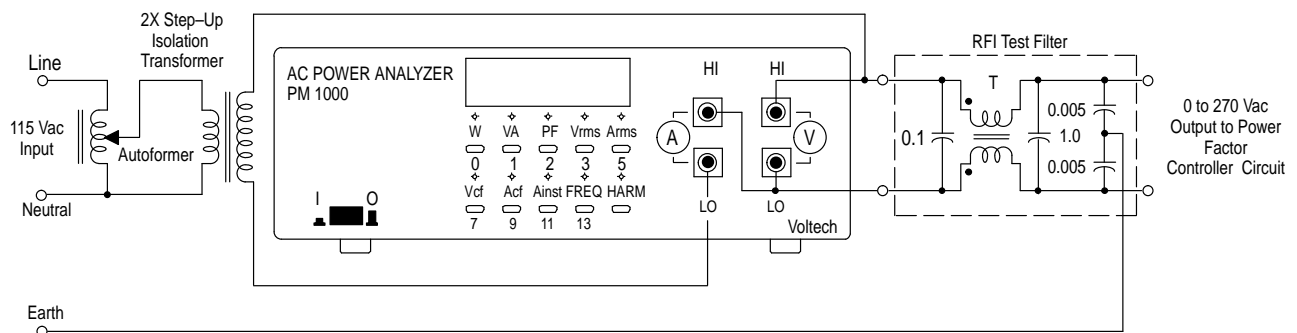 2X Step–Up
Isolation
Transformer
Line
115 Vac
Input
Autoformer
Neutral
Earth
AC POWER ANALYZER
PM 1000
W VA PF Vrms Arms
0 1 2 3 5
Vcf Acf Ainst FREQ HARM
7 9 11 13
I O
HI HI
A V
LO LO
Voltech
RFI Test Filter
T
0.1
1.0
0.005
0.005
0 to 270 Vac
Output to Power
Factor
Controller Circuit